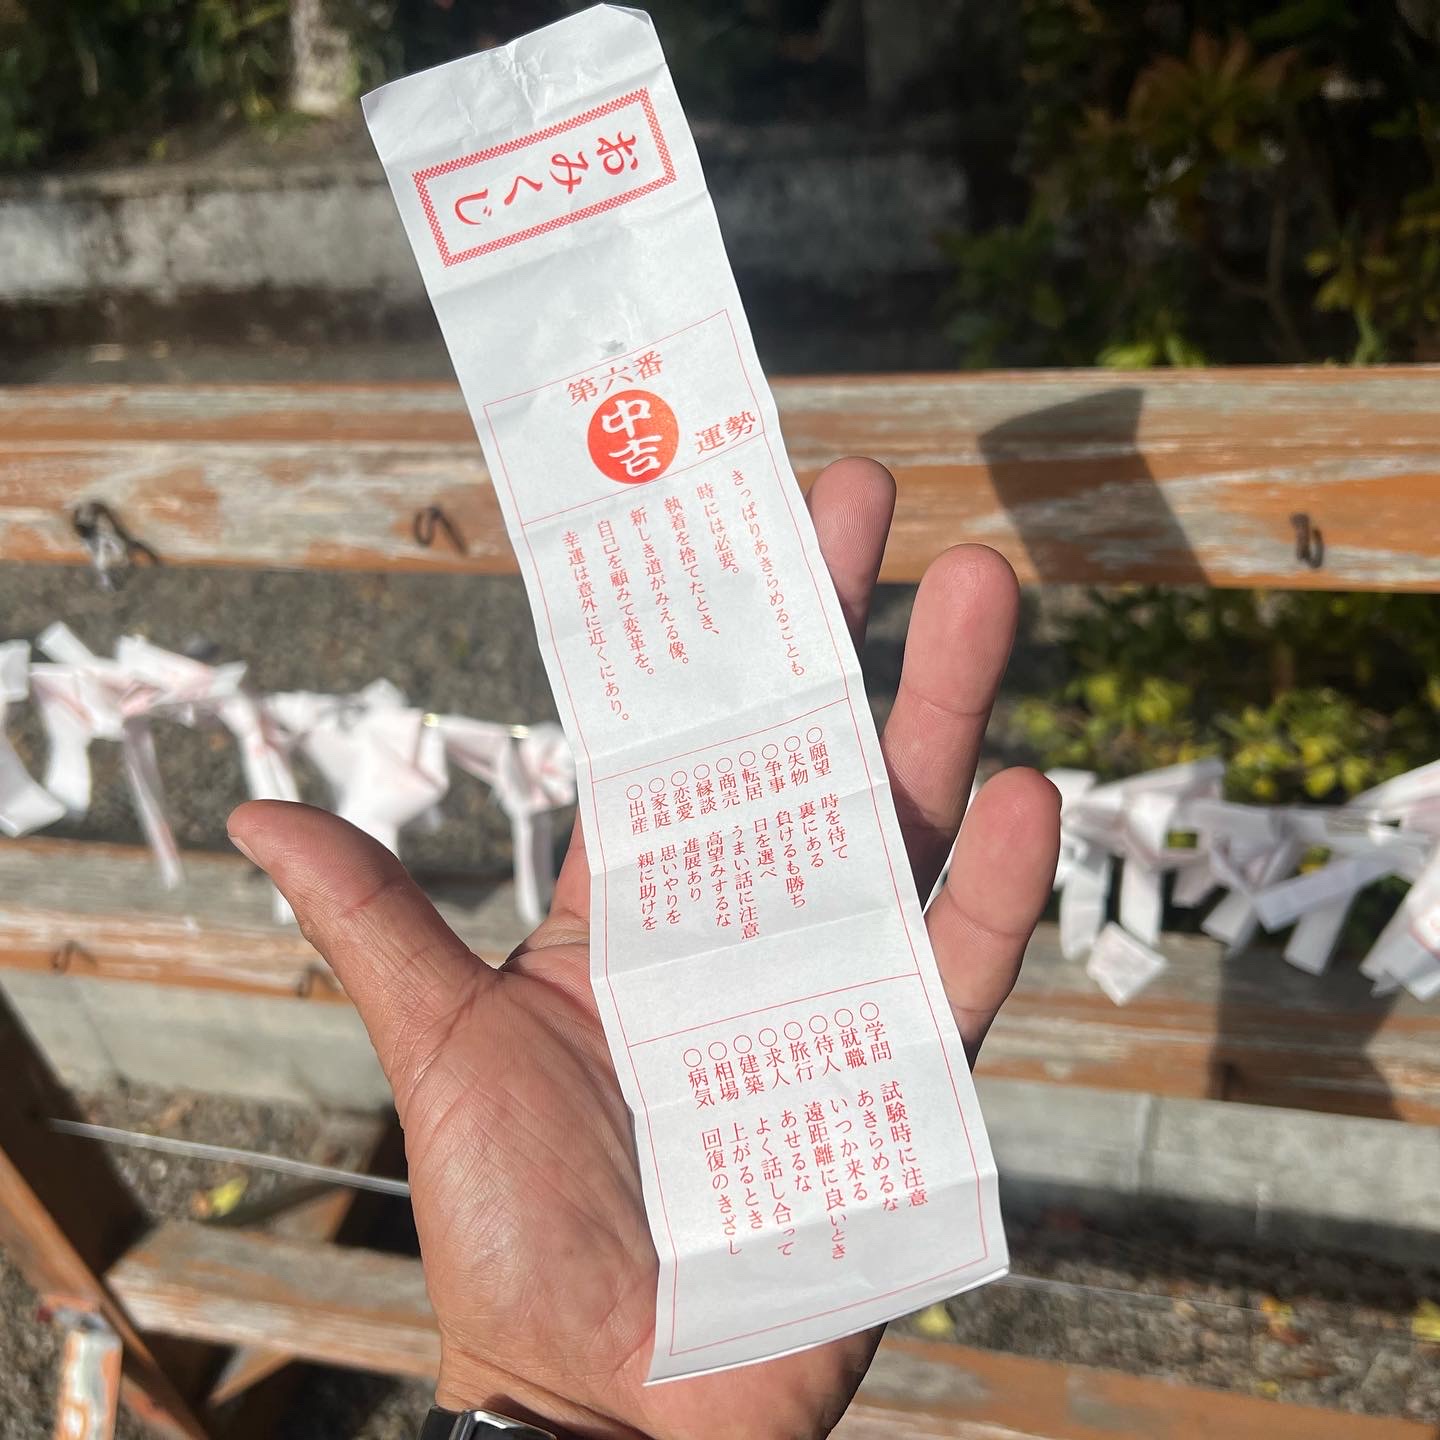 おみくじ
第六番
中吉
運勢
きっぱりあきらめることも
時には必要。
執着を捨てたとき、
新しき道がみえる像。
自己を顧みて変革を。
幸運は意外に近くにあり。
○願望 時を待て
○失物 裏にある
○争事 負けるも勝ち
○転居 日を選べ
○商売 うまい話に注意
○縁談 高望みするな
○恋愛 進展あり
○家庭 思いやりを
○出産 親に助けを
○学問 試験時に注意
○就職 あきらめるな
○待人 いつか来る
○旅行 遠距離に良いとき
○求人 あせるな
○建築 よく話し合って
○相場 上がるとき
○病気 回復のきざし